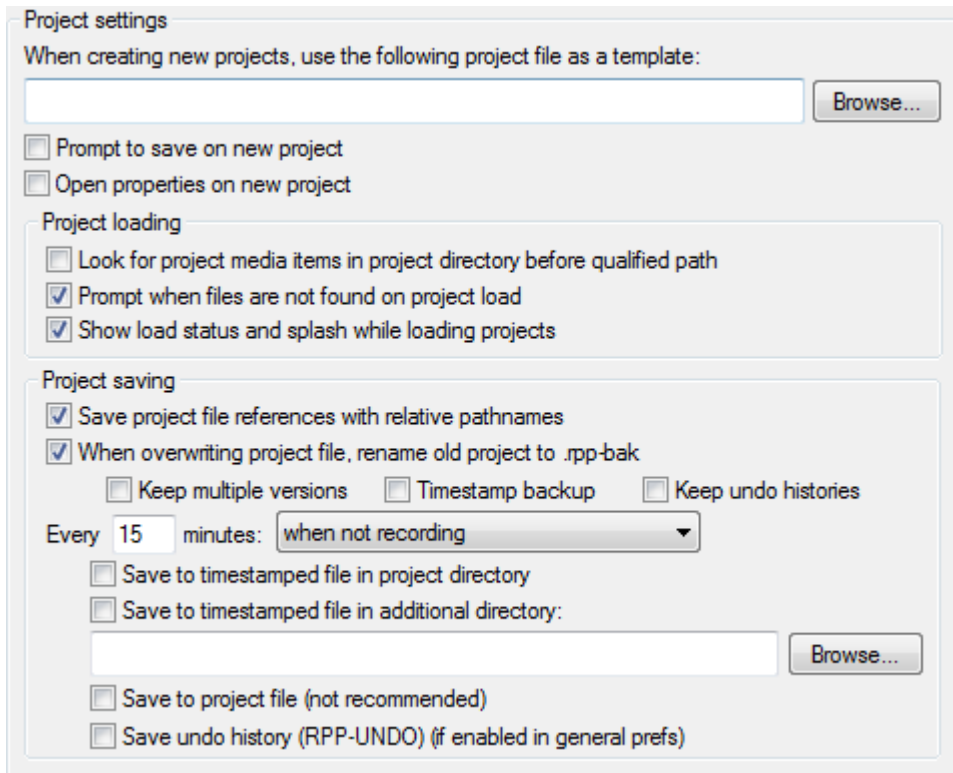 Project settings
When creating new projects, use the following project file as a template:
Browse...
Prompt to save on new project
Open properties on new project
Project loading
Look for project media items in project directory before qualified path
Prompt when files are not found on project load
Show load status and splash while loading projects
Project saving
Save project file references with relative pathnames
When overwriting project file, rename old project to .rpp-bak
Keep multiple versions Timestamp backup Keep undo histories
Every 15 minutes: when not recording
Save to timestamped file in project directory
Save to timestamped file in additional directory:
Browse...
Save to project file (not recommended)
Save undo history (RPP-UNDO) (if enabled in general prefs)